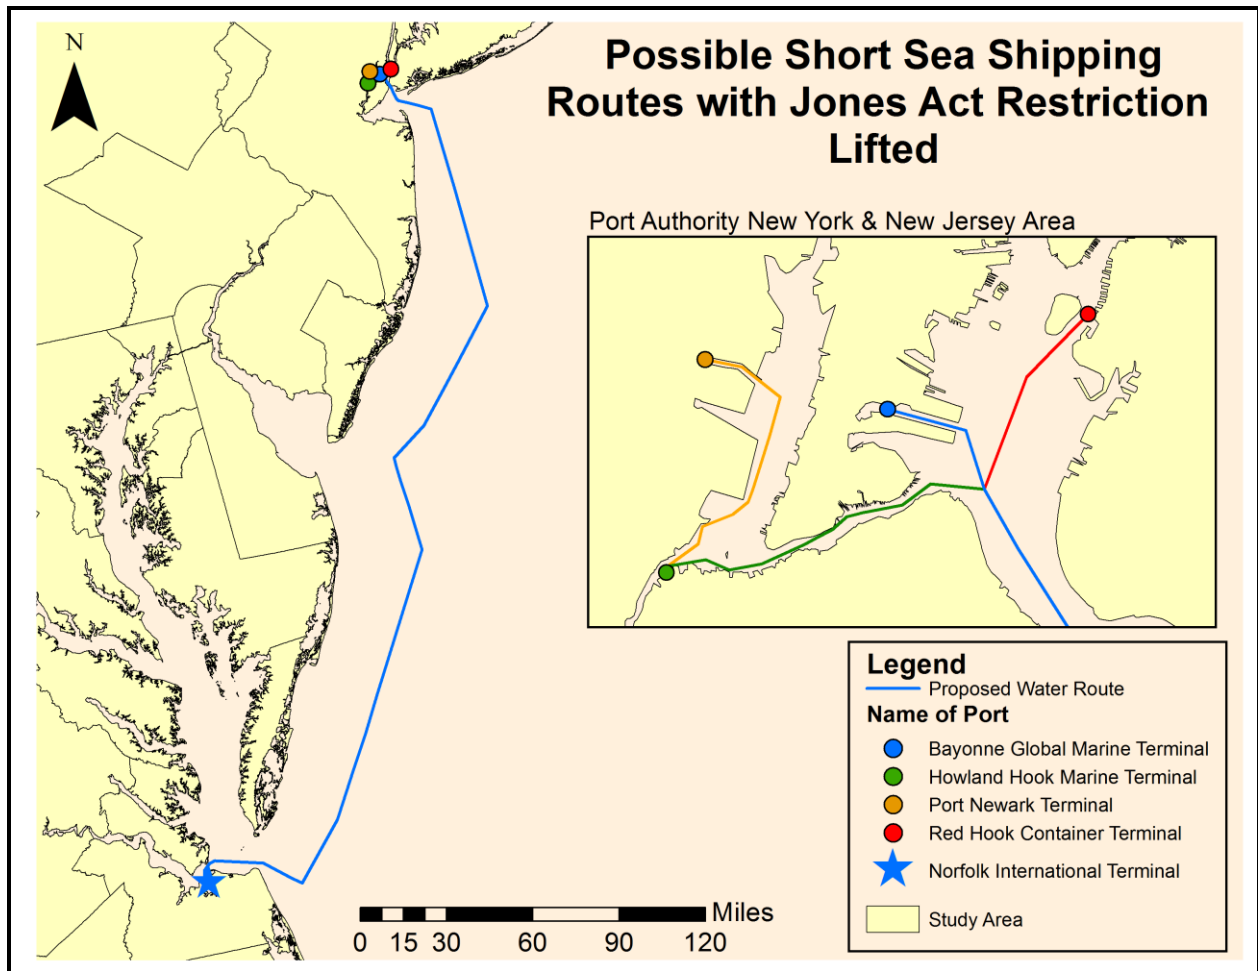 N
Possible Short Sea Shipping
Routes with Jones Act Restriction
Lifted
Port Authority New York & New Jersey Area
Legend
Proposed Water Route
Name of Port
Bayonne Global Marine Terminal
Howland Hook Marine Terminal
Port Newark Terminal
Red Hook Container Terminal
Norfolk International Terminal
Study Area
Miles
0 15 30 60 90 120